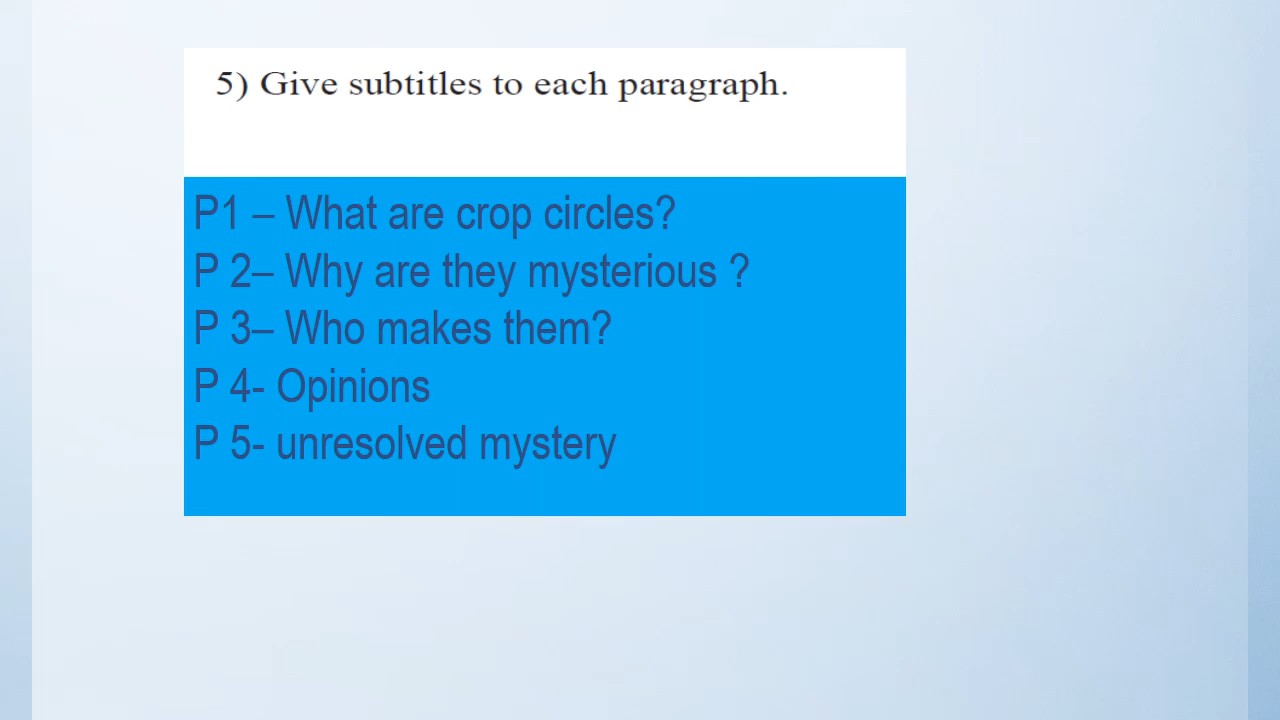 5) Give subtitles to each paragraph.
P1 – What are crop circles?
P 2– Why are they mysterious ?
P 3– Who makes them?
P 4- Opinions
P 5- unresolved mystery